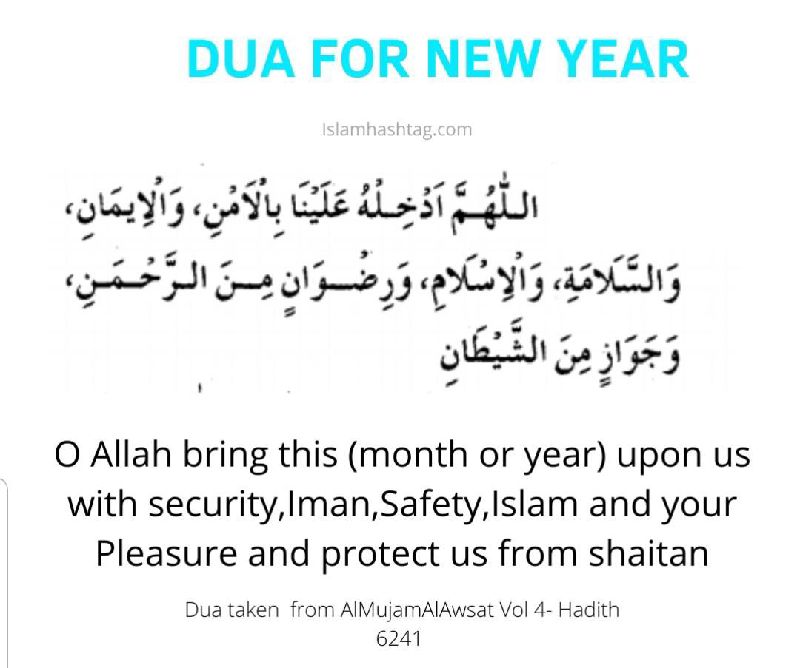 DUA FOR NEW YEAR
Islamhashtag.com
اللّٰهُمَّ اَدْخِلْهُ عَلَيْنَا بِالْاَمْنِ، وَالْاِيمَانِ،
وَالسَّلَامَةِ، وَالْاِسْلَامِ، وَرِضْوَانٍ مِنَ الرَّحْمَنِ،
وَجَوَازٍ مِنَ الشَّيْطَانِ
O Allah bring this (month or year) upon us
with security,Iman,Safety,Islam and your
Pleasure and protect us from shaitan
Dua taken from AlMujamAlAwsat Vol 4- Hadith
6241